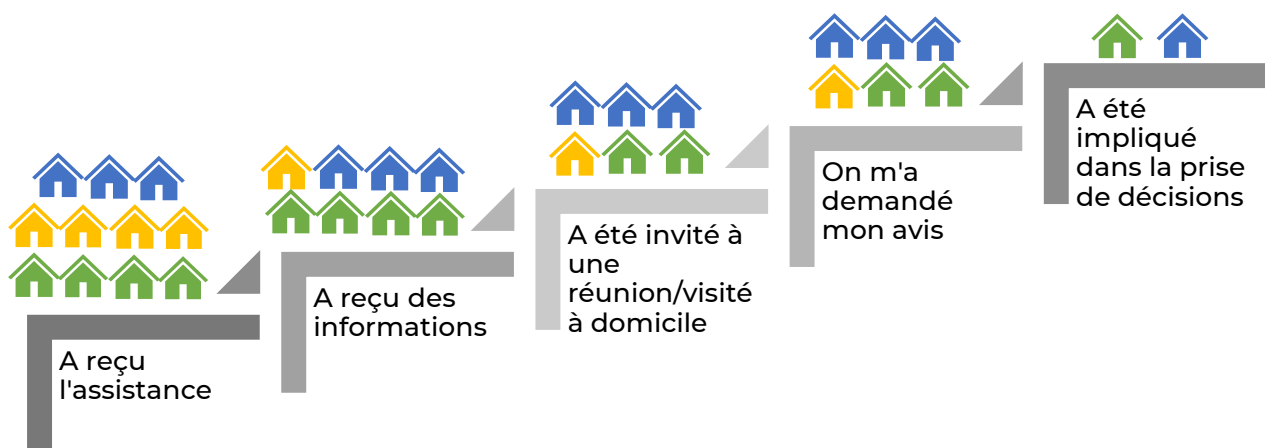 A reçu
l'assistance
A reçu des
informations
A été invité à
une
réunion/visité
à domicile
On m'a
demandé
mon avis
A été
impliqué
dans la prise
de décisions